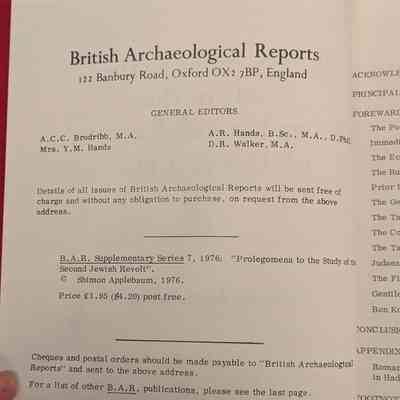 British Archaeological Reports
122 Banbury Road, Oxford OX2 7BP, England
GENERAL EDITORS
A.C.C. Brodribb, M.A.
Mrs. Y.M. Hands
A.R. Hands, B.Sc., M.A., D.Phil
D.R. Walker, M.A.
Details of all issues of British Archaeological Reports will be sent free of
charge and without any obligation to purchase, on request from the above
address.
B.A.R. Supplementary Series 7, 1976: "Prolegomena to the Study of the
Second Jewish Revolt".
© Shimon Applebaum, 1976.
Price £1.95 ($4.20) post free.
Cheques and postal orders should be made payable to "British Archaeological
Reports" and sent to the above address.
For a list of other B.A.R. publications, please see the last page.
ACKNOWLE
PRINCIPAL
FOREWARD
The Po
Immedi
The Ec
The Ru
Prior t
The Ge
The Ta
The Co
The Ta
Judaea
The Fi
Gentile
Ben Ko
CONCLUS
APPENDIX
Roman
in Had
FOOTNOT